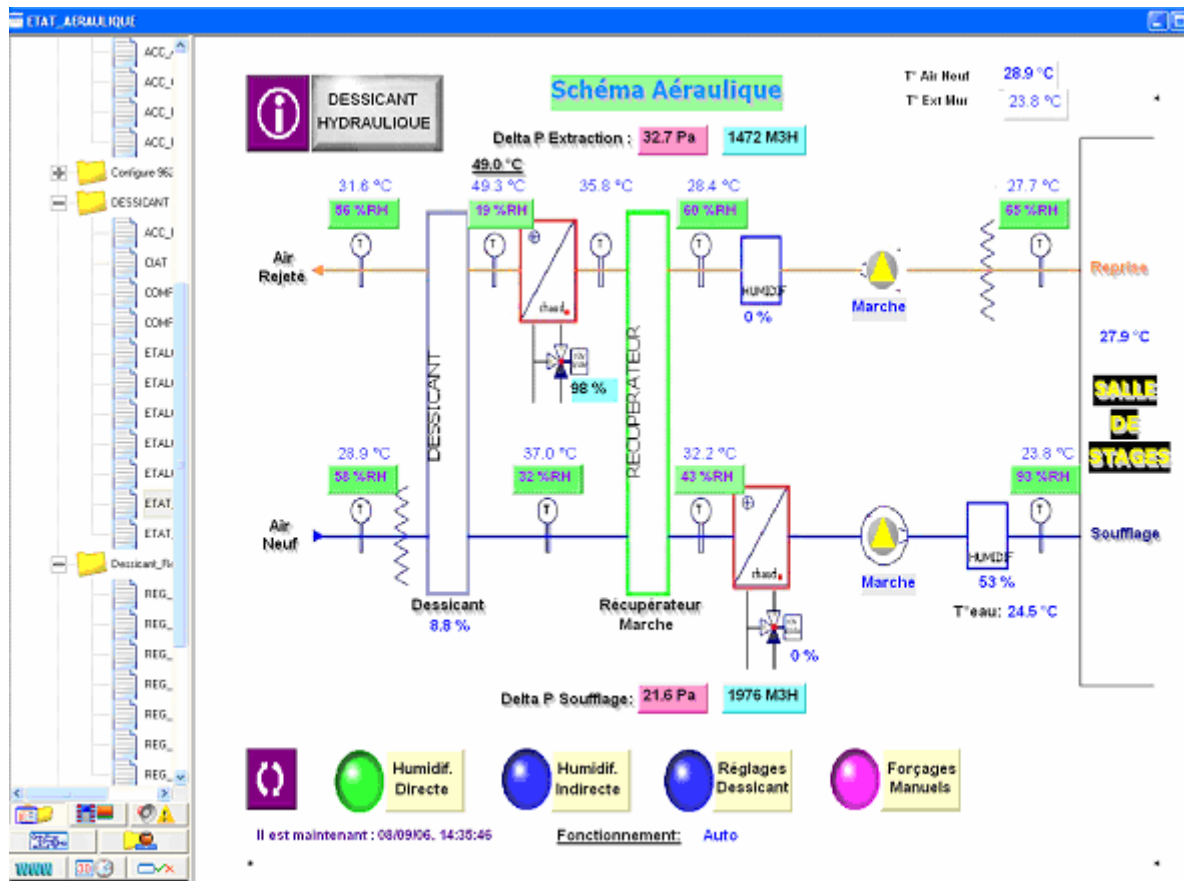 ETAT_AERAULIQUE
Configure 962
DESSICANT
CIAT
DESSICANT
HYDRAULIQUE
Schéma Aéraulique
T° Air Neuf 28.9 °C
T° Ext Mur 23.8 °C
Delta P Extraction : 32.7 Pa 1472 M3H
49.0 °C
31.6 °C 49.3 °C 35.8 °C 28.4 °C 27.7 °C
56 %RH 19 %RH 60 %RH 65 %RH
T T T T T
Air
Rejeté
Reprise
chaud
HUMIDIF
0 %
Marche
98 %
27.9 °C
SALLE
DE
STAGES
DESSICANT
RECUPERATEUR
28.9 °C 37.0 °C 32.2 °C 23.8 °C
58 %RH 32 %RH 43 %RH 93 %RH
T T T T
Air
Neuf
Soufflage
chaud
HUMIDIF
Marche
53 %
Dessicant
8.8 %
Récupérateur
Marche
T°eau: 24.5 °C
0 %
Delta P Soufflage: 21.6 Pa 1976 M3H
Humidif.
Directe
Humidif.
Indirecte
Réglages
Dessicant
Forçages
Manuels
Il est maintenant : 08/09/06, 14:35:46 Fonctionnement: Auto
WWW